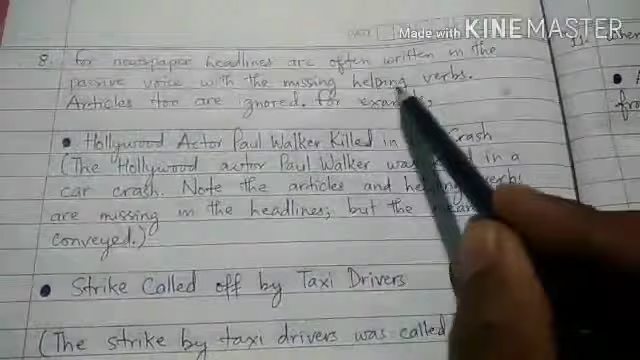 Made with KINEMASTER
DATE
8. For newspaper headlines are often written in the
passive voice with the missing helping verbs.
Articles too are ignored. For
• Hollywood Actor Paul Walker Killed in Crash
(The Hollywood actor Paul Walker in a
car crash. Note the articles and verbs
are missing in the headlines, but the
conveyed.)
• Strike Called off by Taxi Drivers
(The strike by taxi drivers was called
11.